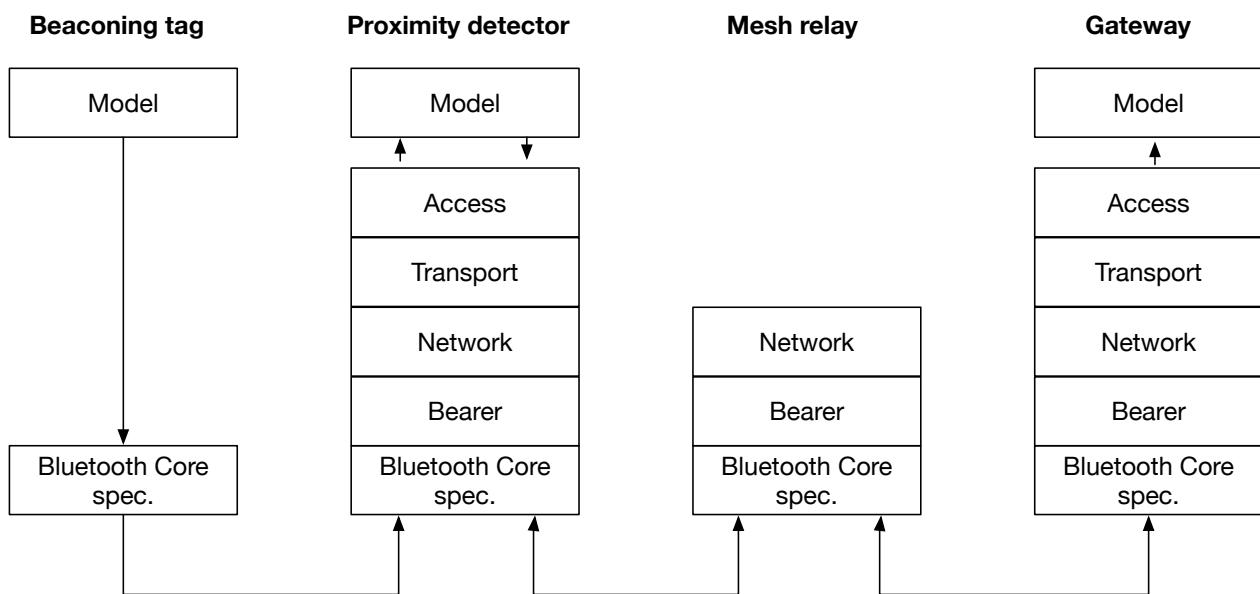 Beaconing tag
Proximity detector
Mesh relay
Gateway
Model
Model
Model
Access
Access
Transport
Transport
Network
Network
Network
Bearer
Bearer
Bearer
Bluetooth Core
spec.
Bluetooth Core
spec.
Bluetooth Core
spec.
Bluetooth Core
spec.